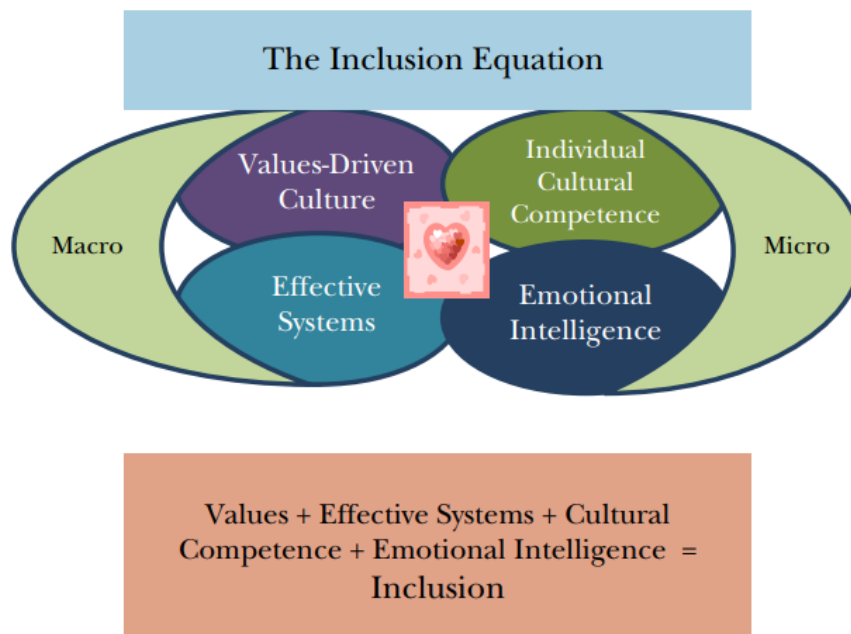 The Inclusion Equation
Macro
Values-Driven
Culture
Effective
Systems
Individual
Cultural
Competence
Emotional
Intelligence
Micro
Values + Effective Systems + Cultural
Competence + Emotional Intelligence =
Inclusion